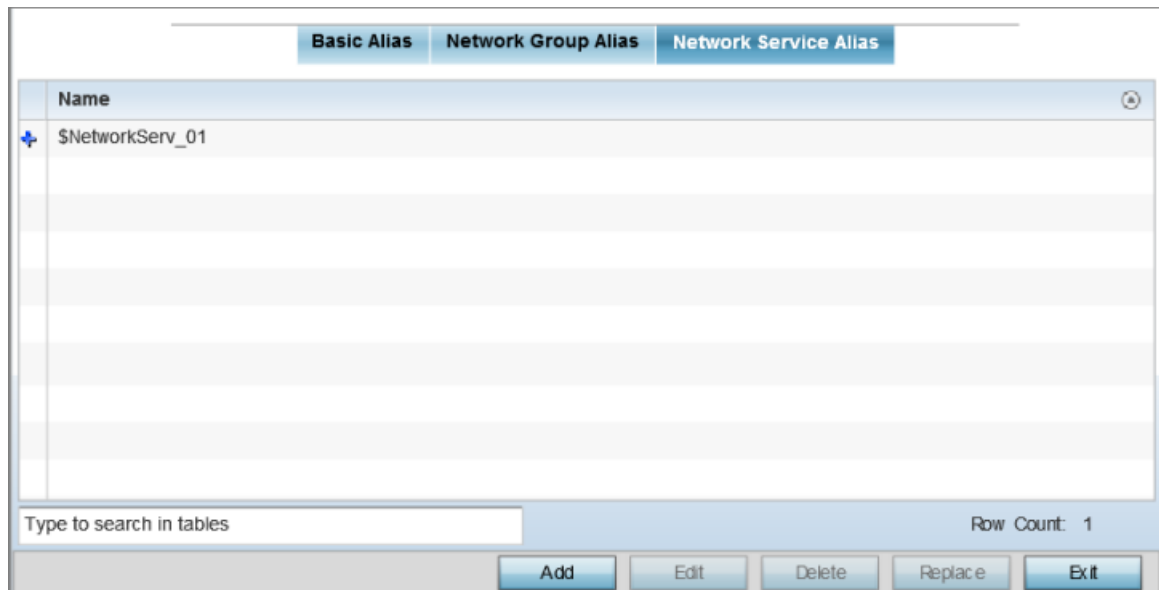 Basic Alias Network Group Alias Network Service Alias
Name
$NetworkServ_01
Type to search in tables Row Count: 1
Add Edit Delete Replace Exit